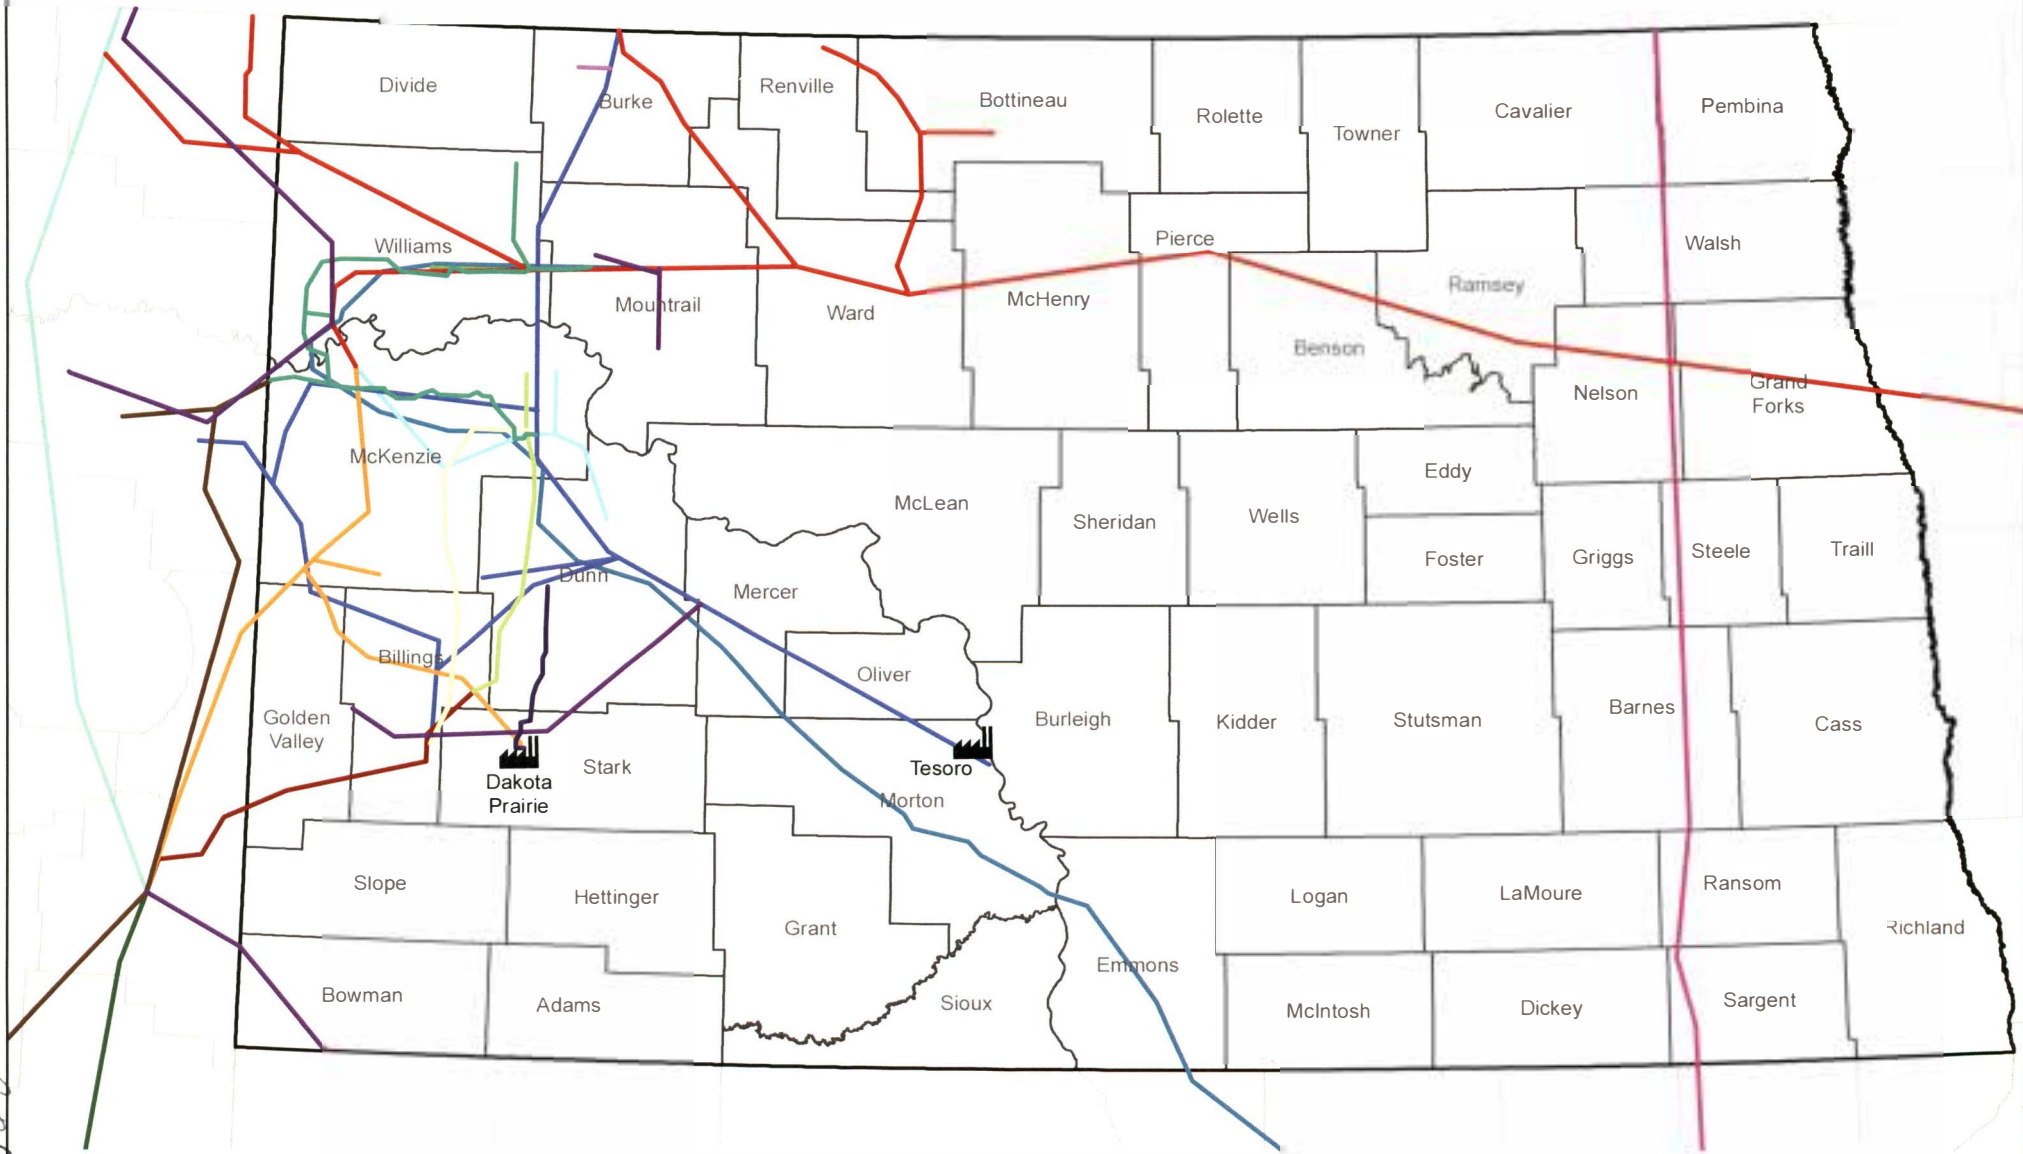 Divide
Burke
Renville
Bottineau
Rolette
Towner
Cavalier
Pembina
Williams
Mountrail
Ward
McHenry
Pierce
Benson
Ramsey
Walsh
Nelson
Grand
Forks
McKenzie
McLean
Sheridan
Wells
Eddy
Foster
Griggs
Steele
Traill
Dunn
Mercer
Oliver
Billings
Golden
Valley
Stark
Dakota
Prairie
Tesoro
Morton
Burleigh
Kidder
Stutsman
Barnes
Cass
Slope
Hettinger
Grant
Sioux
Emmons
Logan
LaMoure
Ransom
Richland
Bowman
Adams
McIntosh
Dickey
Sargent